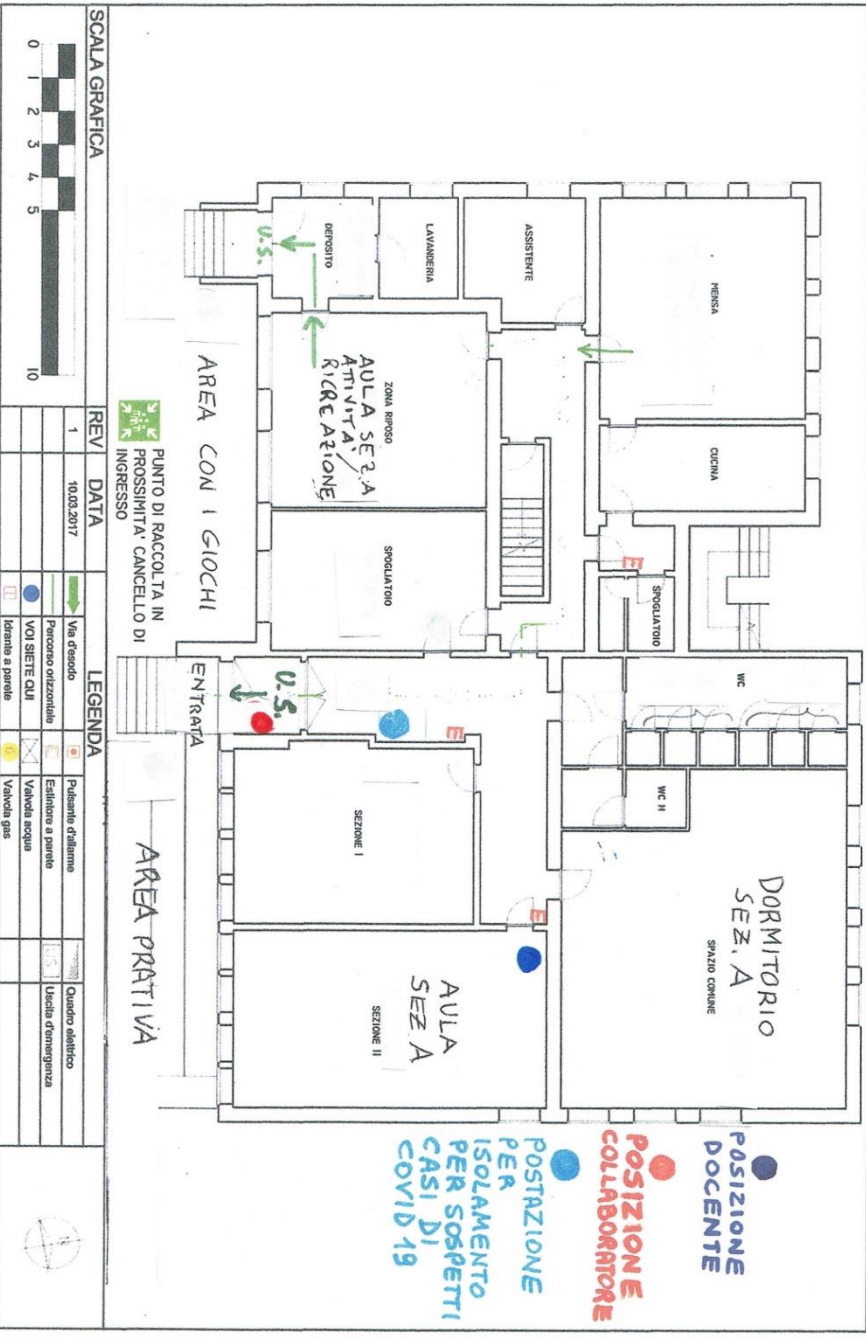 MENSA
CUCINA
ASSISTENTE
LAVANDERIA
DEPOSITO
U.S.
ZONA RIPOSO
AULA SEZ. A
ATTIVITA'/
RICREAZIONE
SPOGLIATOIO
E
SPOGLIATOIO
WC
WC H
DORMITORIO
SEZ. A
SPAZIO COMUNE
E
E
U.S.
ENTRATA
SEZIONE I
AULA
SEZ. A
SEZIONE II
AREA CON I GIOCHI
AREA PRATIVA
PUNTO DI RACCOLTA IN
PROSSIMITA' CANCELLO DI
INGRESSO
POSIZIONE
DOCENTE
POSIZIONE
COLLABORATORE
POSTAZIONE
PER
ISOLAMENTO
PER SOSPETTI
CASI DI
COVID 19
SCALA GRAFICA
0 1 2 3 4 5 10
REV DATA LEGENDA
1 10.03.2017
Via d'esodo
Percorso orizzontale
VOI SIETE QUI
Idrante a parete
Pulsante d'allarme
Estintore a parete
Valvola acqua
G Valvola gas
Quadro elettrico
U.S. Uscita d'emergenza
N